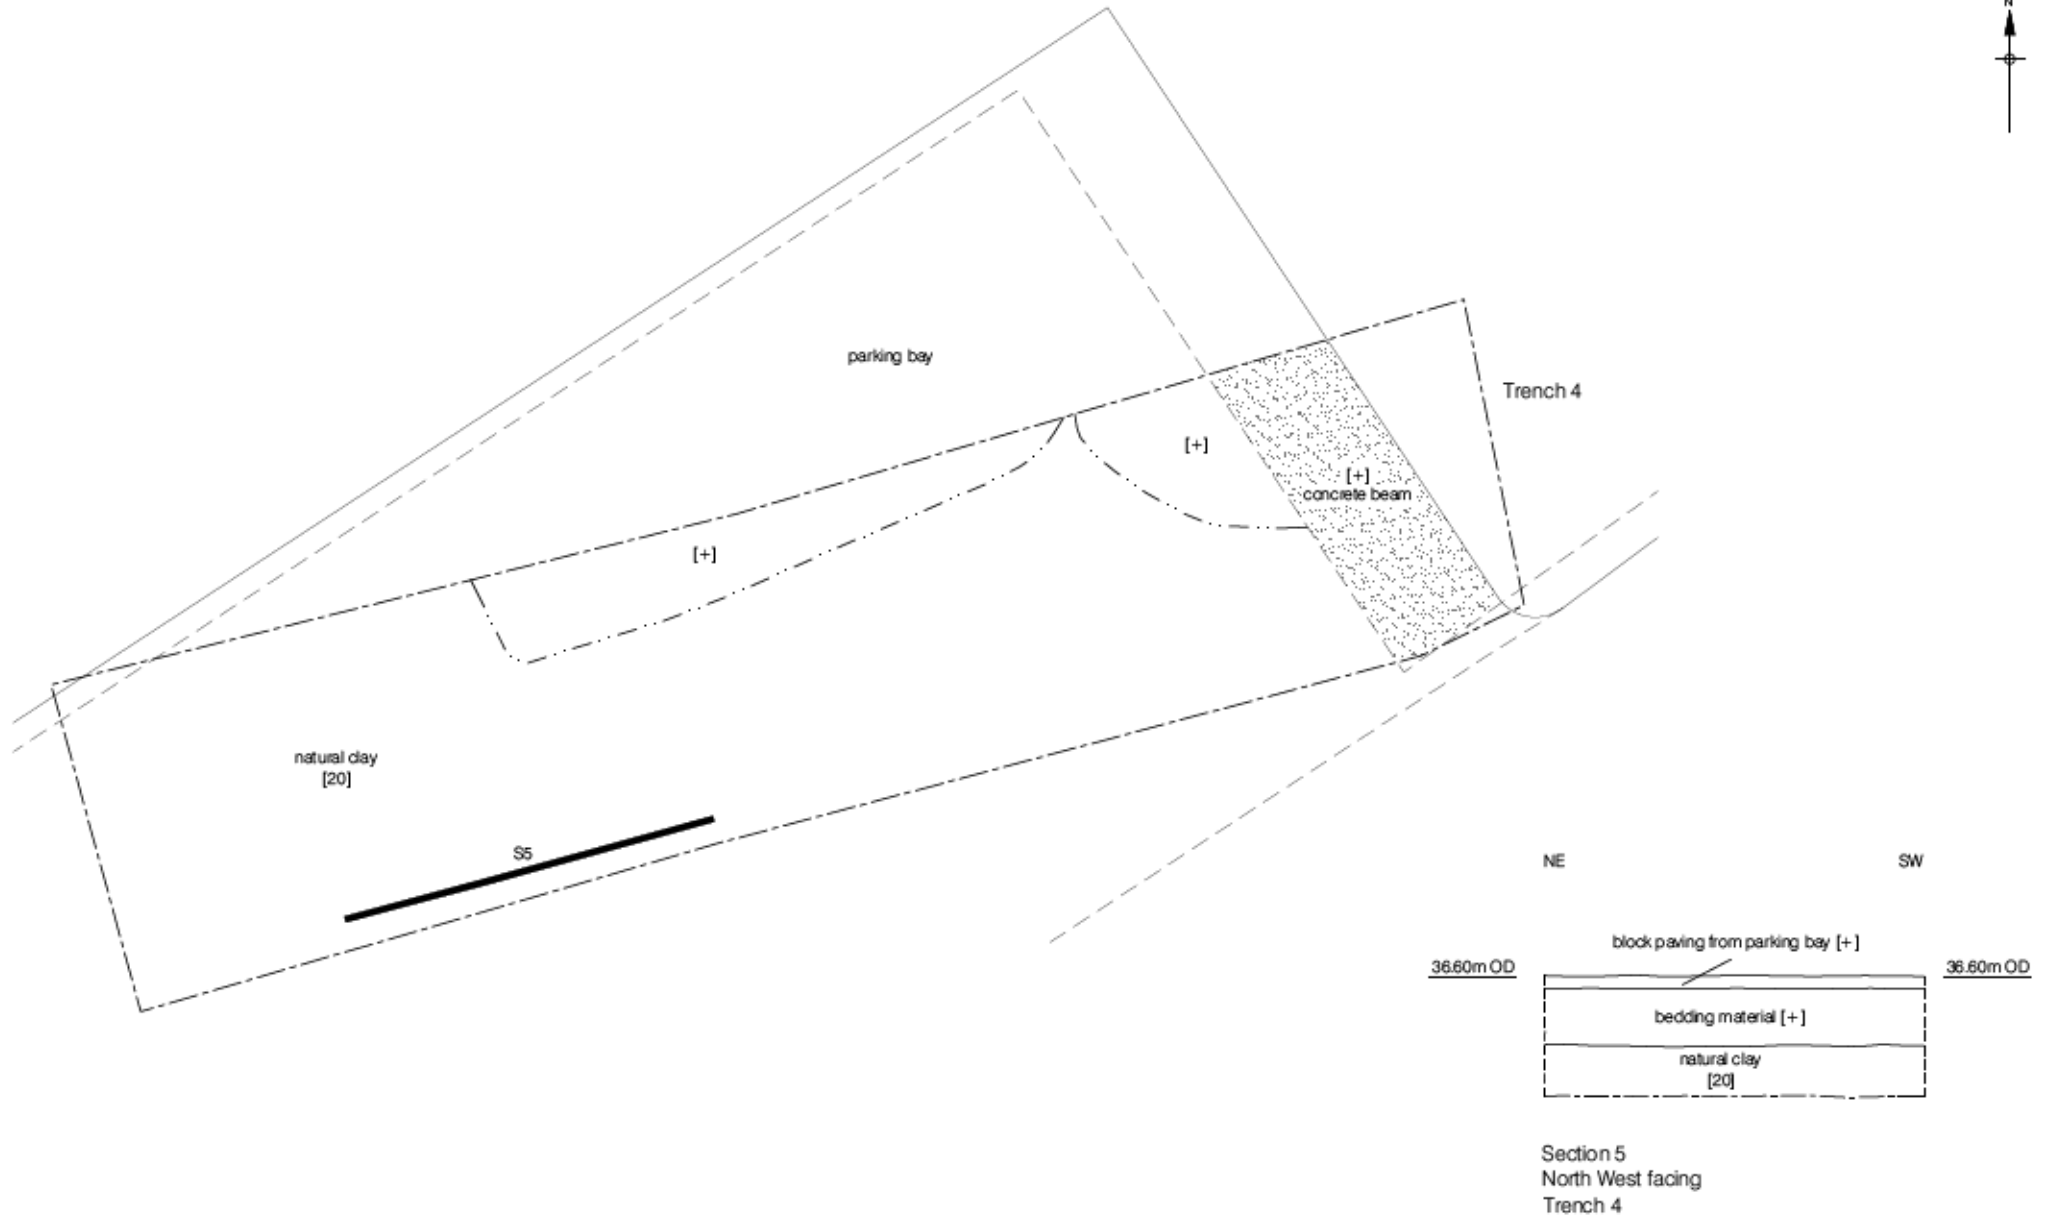 N
parking bay
Trench 4
[+]
[+]
concrete beam
[+]
natural clay
[20]
S5
NE
SW
block paving from parking bay [+]
36.60m OD
36.60m OD
bedding material [+]
natural clay
[20]
Section 5
North West facing
Trench 4